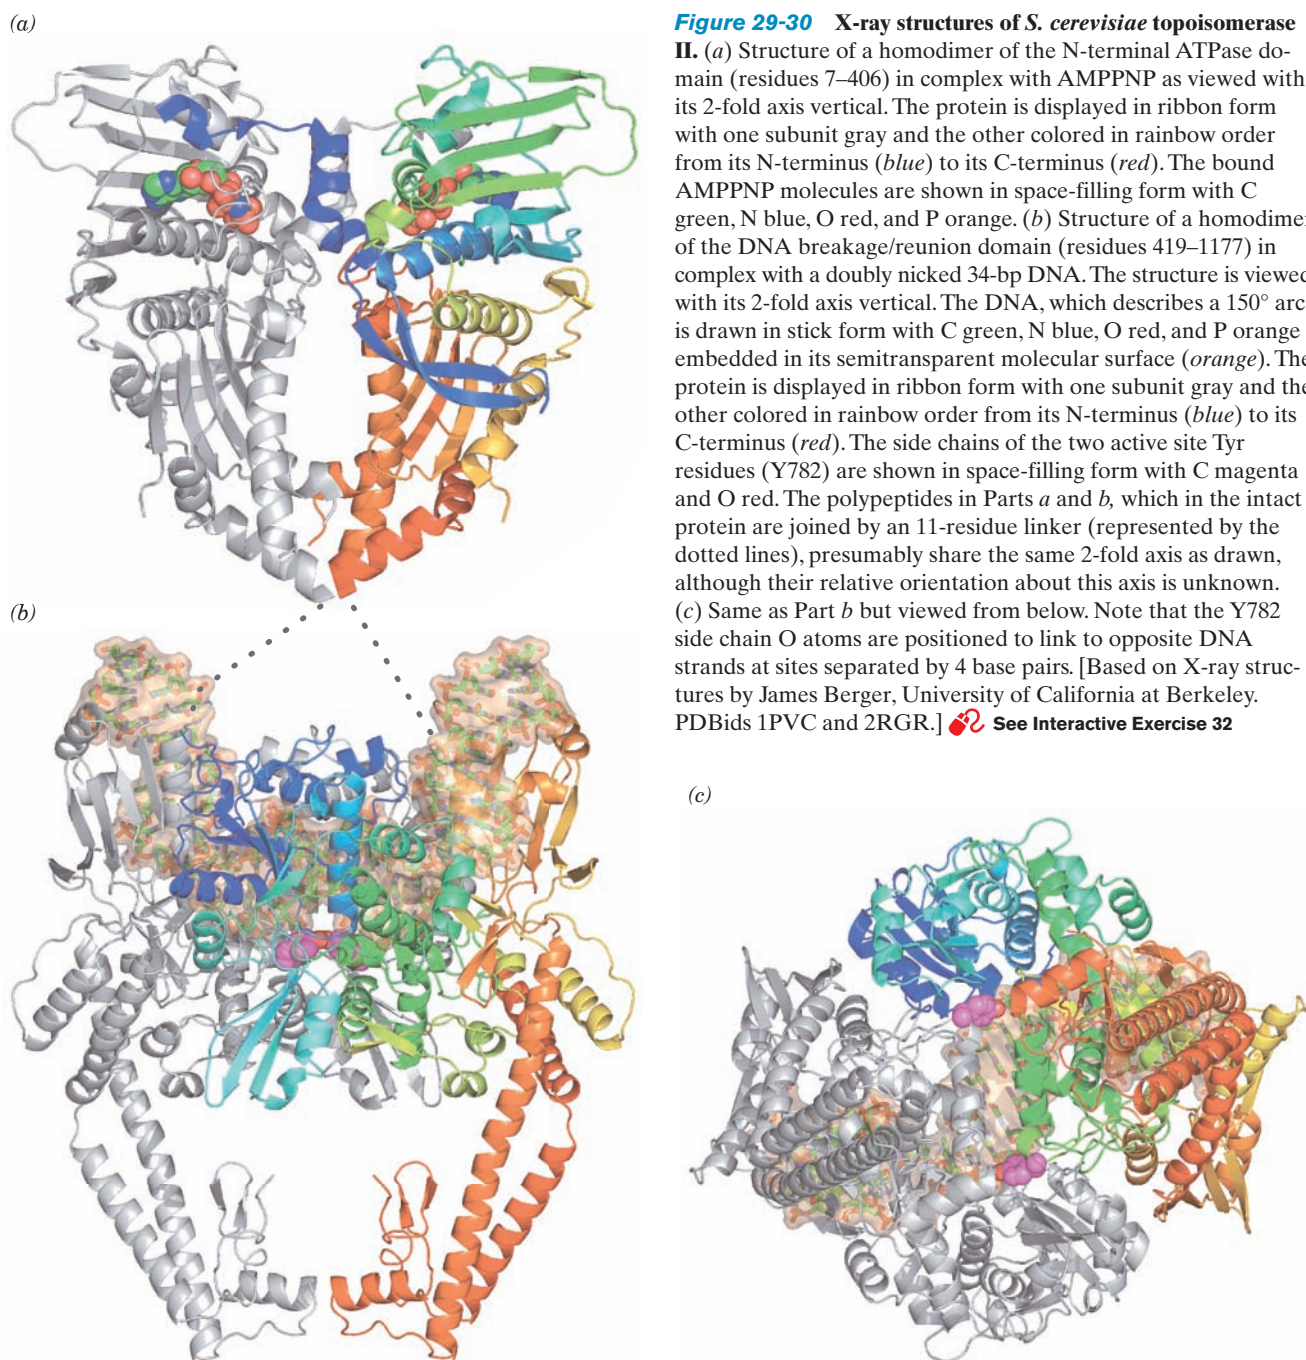 (a)
Figure 29-30 X-ray structures of S. cerevisiae topoisomerase
II. (a) Structure of a homodimer of the N-terminal ATPase do-
main (residues 7–406) in complex with AMPPNP as viewed with
its 2-fold axis vertical. The protein is displayed in ribbon form
with one subunit gray and the other colored in rainbow order
from its N-terminus (blue) to its C-terminus (red). The bound
AMPPNP molecules are shown in space-filling form with C
green, N blue, O red, and P orange. (b) Structure of a homodimer
of the DNA breakage/reunion domain (residues 419–1177) in
complex with a doubly nicked 34-bp DNA. The structure is viewed
with its 2-fold axis vertical. The DNA, which describes a 150° arc
is drawn in stick form with C green, N blue, O red, and P orange
embedded in its semitransparent molecular surface (orange). The
protein is displayed in ribbon form with one subunit gray and the
other colored in rainbow order from its N-terminus (blue) to its
C-terminus (red). The side chains of the two active site Tyr
residues (Y782) are shown in space-filling form with C magenta
and O red. The polypeptides in Parts a and b, which in the intact
protein are joined by an 11-residue linker (represented by the
dotted lines), presumably share the same 2-fold axis as drawn,
although their relative orientation about this axis is unknown.
(c) Same as Part b but viewed from below. Note that the Y782
side chain O atoms are positioned to link to opposite DNA
strands at sites separated by 4 base pairs. [Based on X-ray struc-
tures by James Berger, University of California at Berkeley.
PDBids 1PVC and 2RGR.] See Interactive Exercise 32
(b)
(c)